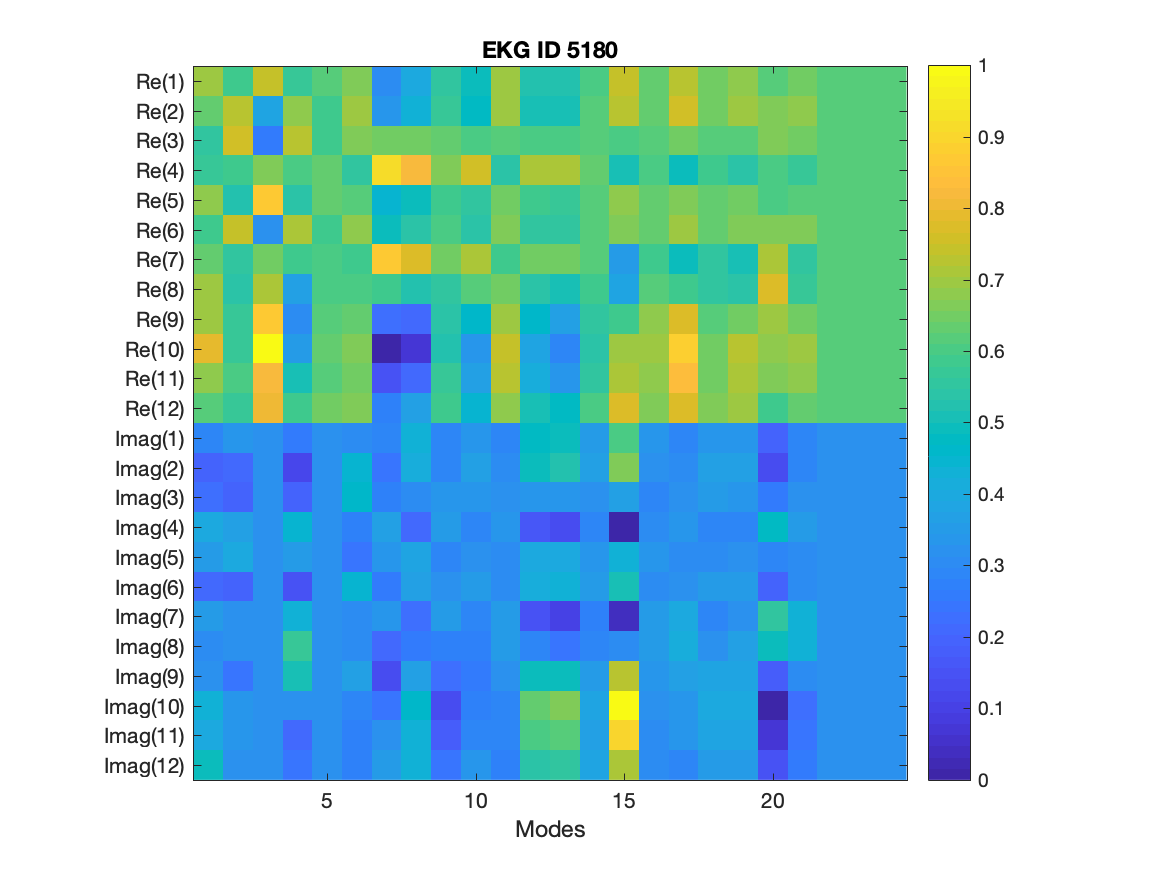 EKG ID 5180
Re(1)
Re(2)
Re(3)
Re(4)
Re(5)
Re(6)
Re(7)
Re(8)
Re(9)
Re(10)
Re(11)
Re(12)
Imag(1)
Imag(2)
Imag(3)
Imag(4)
Imag(5)
Imag(6)
Imag(7)
Imag(8)
Imag(9)
Imag(10)
Imag(11)
Imag(12)
5 10 15 20
Modes
1
0.9
0.8
0.7
0.6
0.5
0.4
0.3
0.2
0.1
0